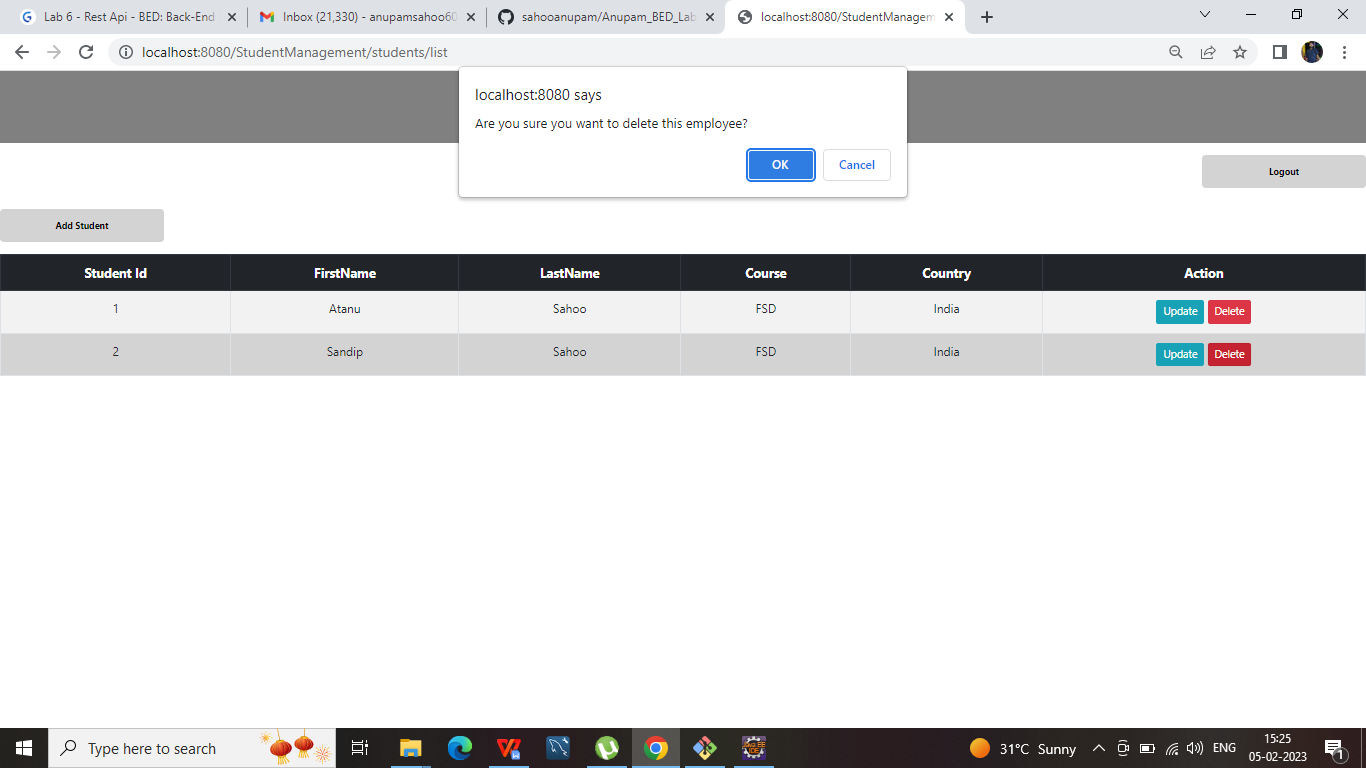 Lab 6 - Rest Api - BED: Back-End
Inbox (21,330) - anupamsahoo60
sahooanupam/Anupam_BED_Lab
localhost:8080/StudentManagem
localhost:8080/StudentManagement/students/list
localhost:8080 says
Are you sure you want to delete this employee?
OK Cancel
Logout
Add Student
Student Id FirstName LastName Course Country Action
1 Atanu Sahoo FSD India Update Delete
2 Sandip Sahoo FSD India Update Delete
Type here to search
31°C Sunny
ENG
15:25
05-02-2023
1